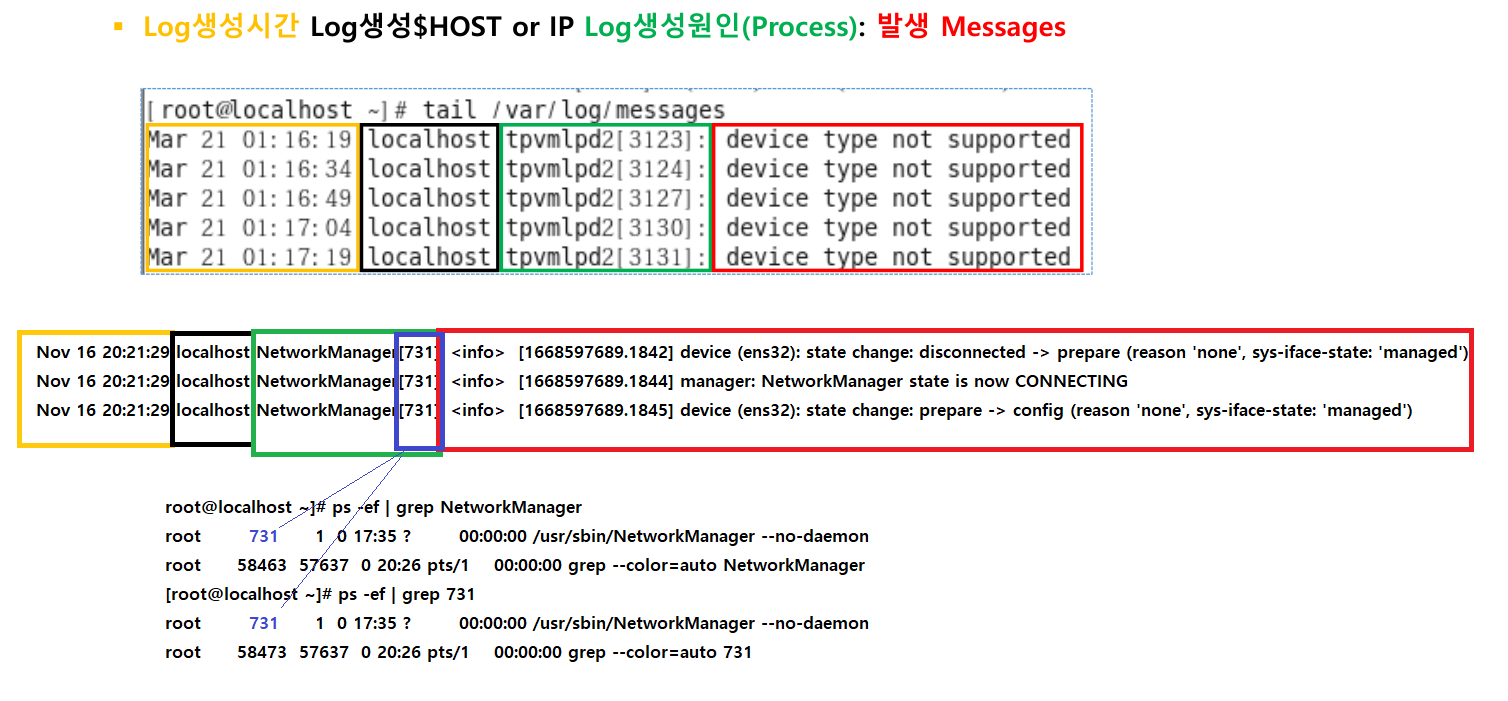 ▪ Log생성시간 Log생성$HOST or IP Log생성원인(Process): 발생 Messages
[root@localhost ~]# tail /var/log/messages
Mar 21 01:16:19 localhost tpvmlpd2[3123]: device type not supported
Mar 21 01:16:34 localhost tpvmlpd2[3124]: device type not supported
Mar 21 01:16:49 localhost tpvmlpd2[3127]: device type not supported
Mar 21 01:17:04 localhost tpvmlpd2[3130]: device type not supported
Mar 21 01:17:19 localhost tpvmlpd2[3131]: device type not supported
Nov 16 20:21:29 localhost NetworkManager[731] <info> [1668597689.1842] device (ens32): state change: disconnected -> prepare (reason 'none', sys-iface-state: 'managed')
Nov 16 20:21:29 localhost NetworkManager[731] <info> [1668597689.1844] manager: NetworkManager state is now CONNECTING
Nov 16 20:21:29 localhost NetworkManager[731] <info> [1668597689.1845] device (ens32): state change: prepare -> config (reason 'none', sys-iface-state: 'managed')
root@localhost ~]# ps -ef | grep NetworkManager
root 731 1 0 17:35 ? 00:00:00 /usr/sbin/NetworkManager --no-daemon
root 58463 57637 0 20:26 pts/1 00:00:00 grep --color=auto NetworkManager
[root@localhost ~]# ps -ef | grep 731
root 731 1 0 17:35 ? 00:00:00 /usr/sbin/NetworkManager --no-daemon
root 58473 57637 0 20:26 pts/1 00:00:00 grep --color=auto 731